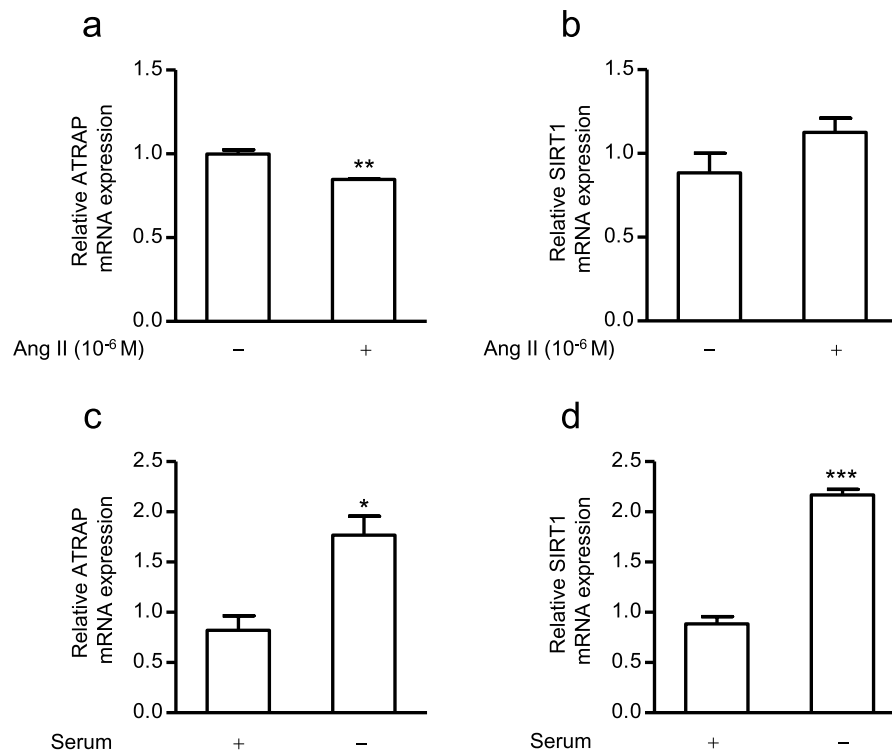 a
Relative ATRAP
mRNA expression
1.5
1.0
0.5
0.0
**
Ang II (10⁻⁶ M)
–
+
b
Relative SIRT1
mRNA expression
1.5
1.0
0.5
0.0
Ang II (10⁻⁶ M)
–
+
c
Relative ATRAP
mRNA expression
2.5
2.0
1.5
1.0
0.5
0.0
*
Serum
+
–
d
Relative SIRT1
mRNA expression
2.5
2.0
1.5
1.0
0.5
0.0
***
Serum
+
–